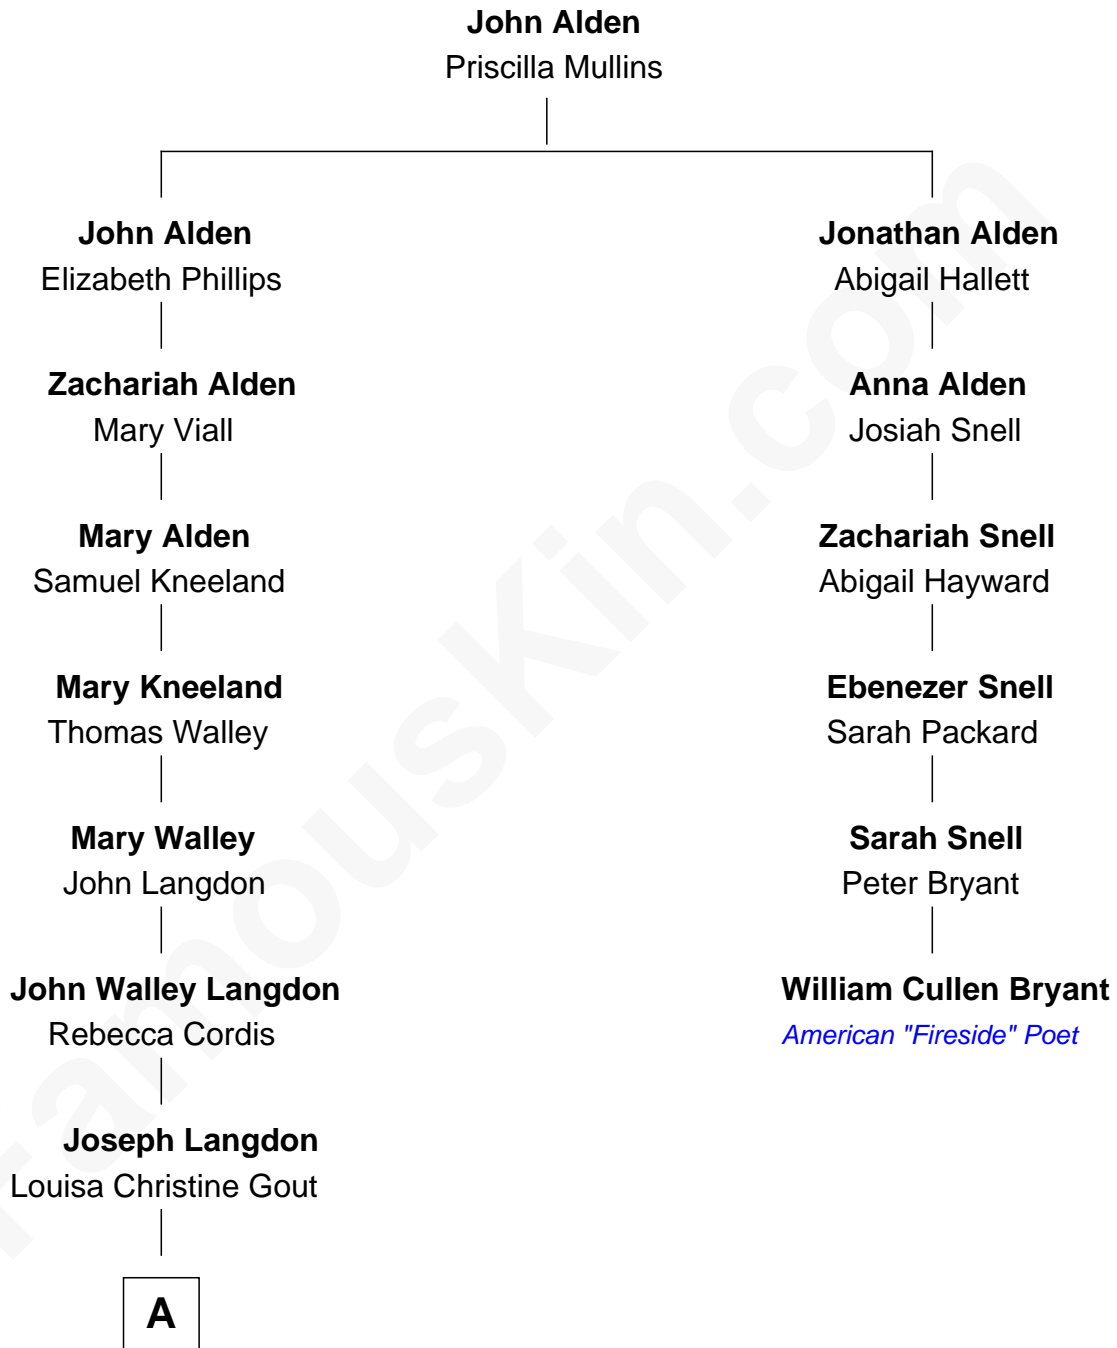 John Alden
Priscilla Mullins
John Alden
Elizabeth Phillips
Zachariah Alden
Mary Viall
Mary Alden
Samuel Kneeland
Mary Kneeland
Thomas Walley
Mary Walley
John Langdon
John Walley Langdon
Rebecca Cordis
Joseph Langdon
Louisa Christine Gout
A
Jonathan Alden
Abigail Hallett
Anna Alden
Josiah Snell
Zachariah Snell
Abigail Hayward
Ebenezer Snell
Sarah Packard
Sarah Snell
Peter Bryant
William Cullen Bryant
American "Fireside" Poet
FamousKin.com